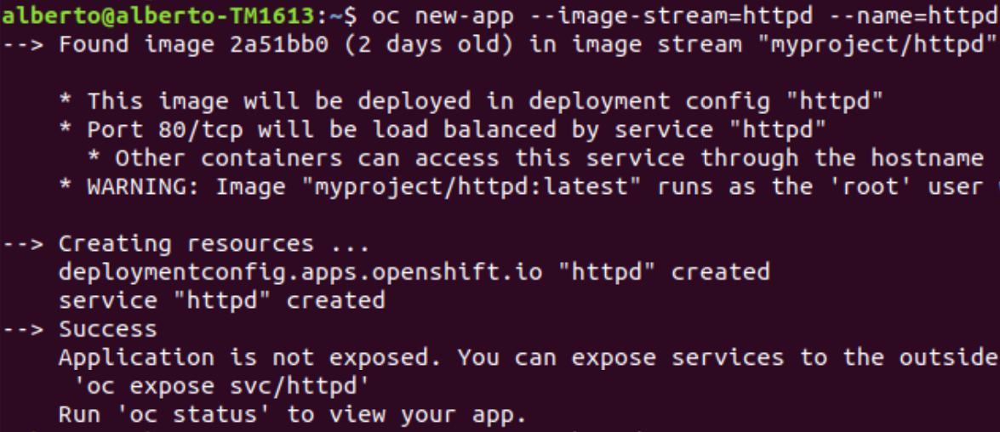 alberto@alberto-TM1613:~$ oc new-app --image-stream=httpd --name=httpd
--> Found image 2a51bb0 (2 days old) in image stream "myproject/httpd"
* This image will be deployed in deployment config "httpd"
* Port 80/tcp will be load balanced by service "httpd"
* Other containers can access this service through the hostname
* WARNING: Image "myproject/httpd:latest" runs as the 'root' user
--> Creating resources ...
deploymentconfig.apps.openshift.io "httpd" created
service "httpd" created
--> Success
Application is not exposed. You can expose services to the outside
'oc expose svc/httpd'
Run 'oc status' to view your app.